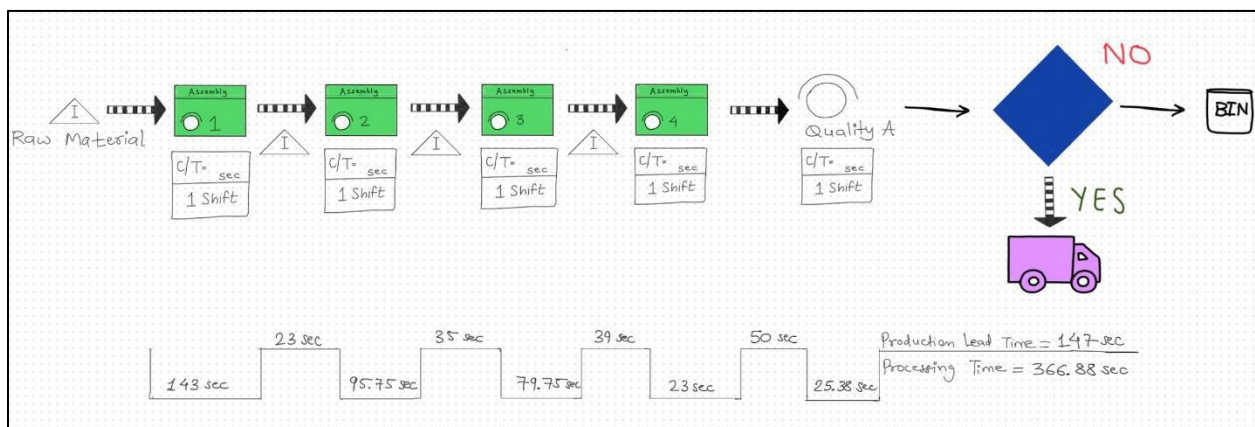 NO
I
Raw Material
Assembly
1
C/T= sec
1 Shift
I
Assembly
2
C/T= sec
1 Shift
I
Assembly
3
C/T= sec
1 Shift
I
Assembly
4
C/T= sec
1 Shift
Quality A
C/T= sec
1 Shift
BIN
YES
143 sec
23 sec
95.75 sec
35 sec
79.75 sec
39 sec
23 sec
50 sec
25.38 sec
Production Lead Time = 147 sec
Processing Time = 366.88 sec